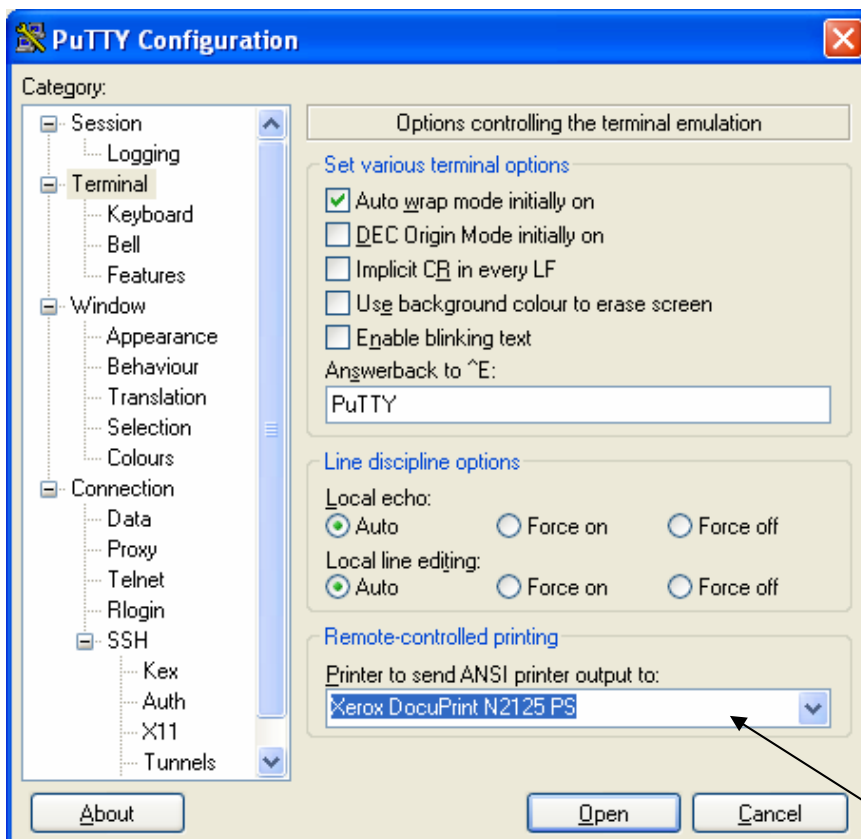 PuTTY Configuration
Category:
Session
Logging
Terminal
Keyboard
Bell
Features
Window
Appearance
Behaviour
Translation
Selection
Colours
Connection
Data
Proxy
Telnet
Rlogin
SSH
Kex
Auth
X11
Tunnels
Options controlling the terminal emulation
Set various terminal options
Auto wrap mode initially on
DEC Origin Mode initially on
Implicit CR in every LF
Use background colour to erase screen
Enable blinking text
Answerback to ^E:
PuTTY
Line discipline options
Local echo:
Auto Force on Force off
Local line editing:
Auto Force on Force off
Remote-controlled printing
Printer to send ANSI printer output to:
Xerox DocuPrint N2125 PS
About Open Cancel